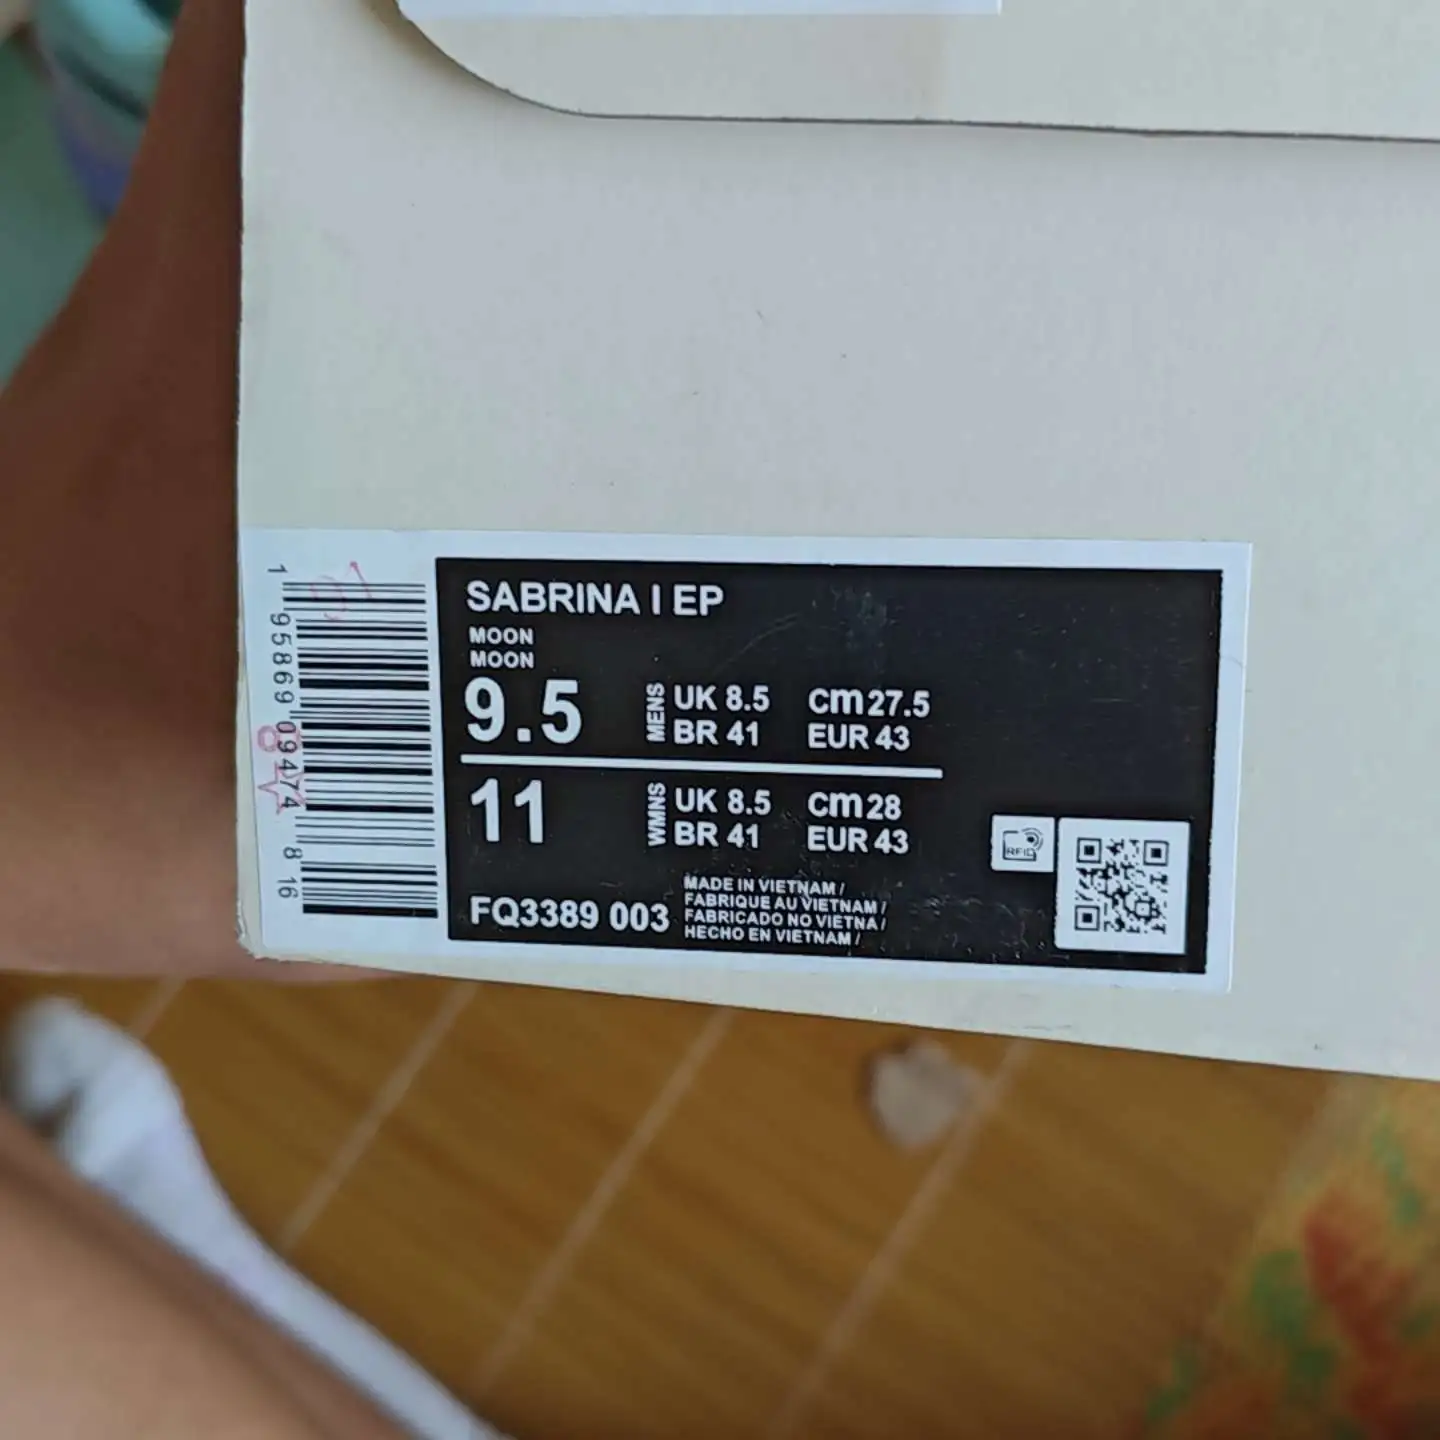 SABRINA I EP
MOON
MOON
9.5 MENS UK 8.5 cm 27.5
BR 41 EUR 43
11 WMNS UK 8.5 cm 28
BR 41 EUR 43
FQ3389 003
MADE IN VIETNAM /
FABRIQUE AU VIETNAM /
FABRICADO NO VIETNA /
HECHO EN VIETNAM /
RFID
1 95869 09474 8 16